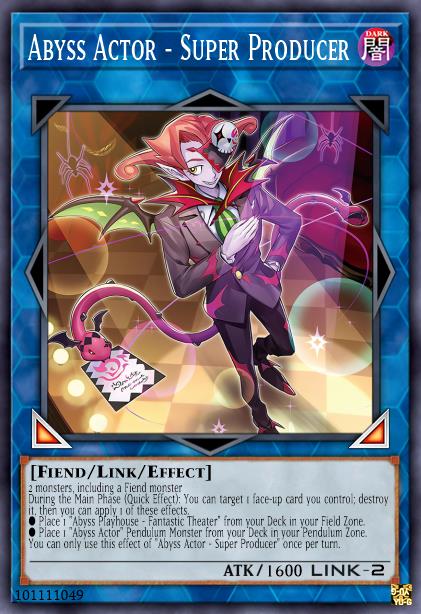 Abyss Actor - Super Producer
DARK
闇
[Fiend/Link/Effect]
2 monsters, including a Fiend monster
During the Main Phase (Quick Effect): You can target 1 face-up card you control; destroy
it, then you can apply 1 of these effects.
● Place 1 "Abyss Playhouse - Fantastic Theater" from your Deck in your Field Zone.
● Place 1 "Abyss Actor" Pendulum Monster from your Deck in your Pendulum Zone.
You can only use this effect of "Abyss Actor - Super Producer" once per turn.
ATK/1600 LINK-2
101111049